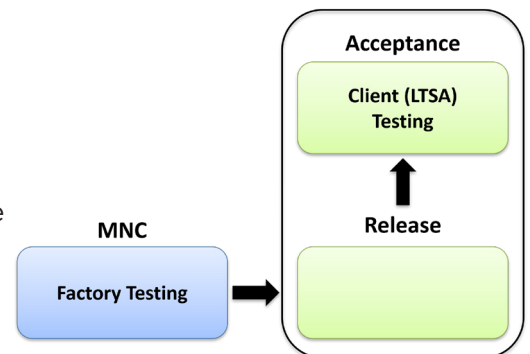 Acceptance
Client (LTSA)
Testing
Release
MNC
Factory Testing
e